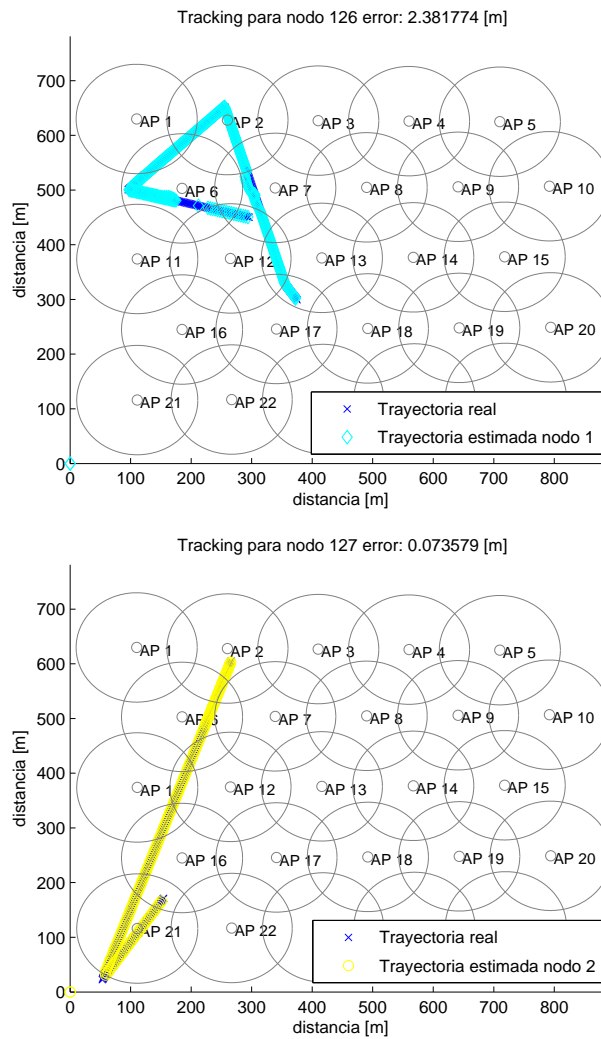 Tracking para nodo 126 error: 2.381774 [m]
distancia [m]
700
600
500
400
300
200
100
0
AP 1
AP 2
AP 3
AP 4
AP 5
AP 6
AP 7
AP 8
AP 9
AP 10
AP 11
AP 12
AP 13
AP 14
AP 15
AP 16
AP 17
AP 18
AP 19
AP 20
AP 21
AP 22
Trayectoria real
Trayectoria estimada nodo 1
0 100 200 300 400 500 600 700 800
distancia [m]
Tracking para nodo 127 error: 0.073579 [m]
distancia [m]
700
600
500
400
300
200
100
0
AP 1
AP 2
AP 3
AP 4
AP 5
AP 6
AP 7
AP 8
AP 9
AP 10
AP 1
AP 12
AP 13
AP 14
AP 15
AP 16
AP 17
AP 18
AP 19
AP 20
AP 21
AP 22
Trayectoria real
Trayectoria estimada nodo 2
0 100 200 300 400 500 600 700 800
distancia [m]